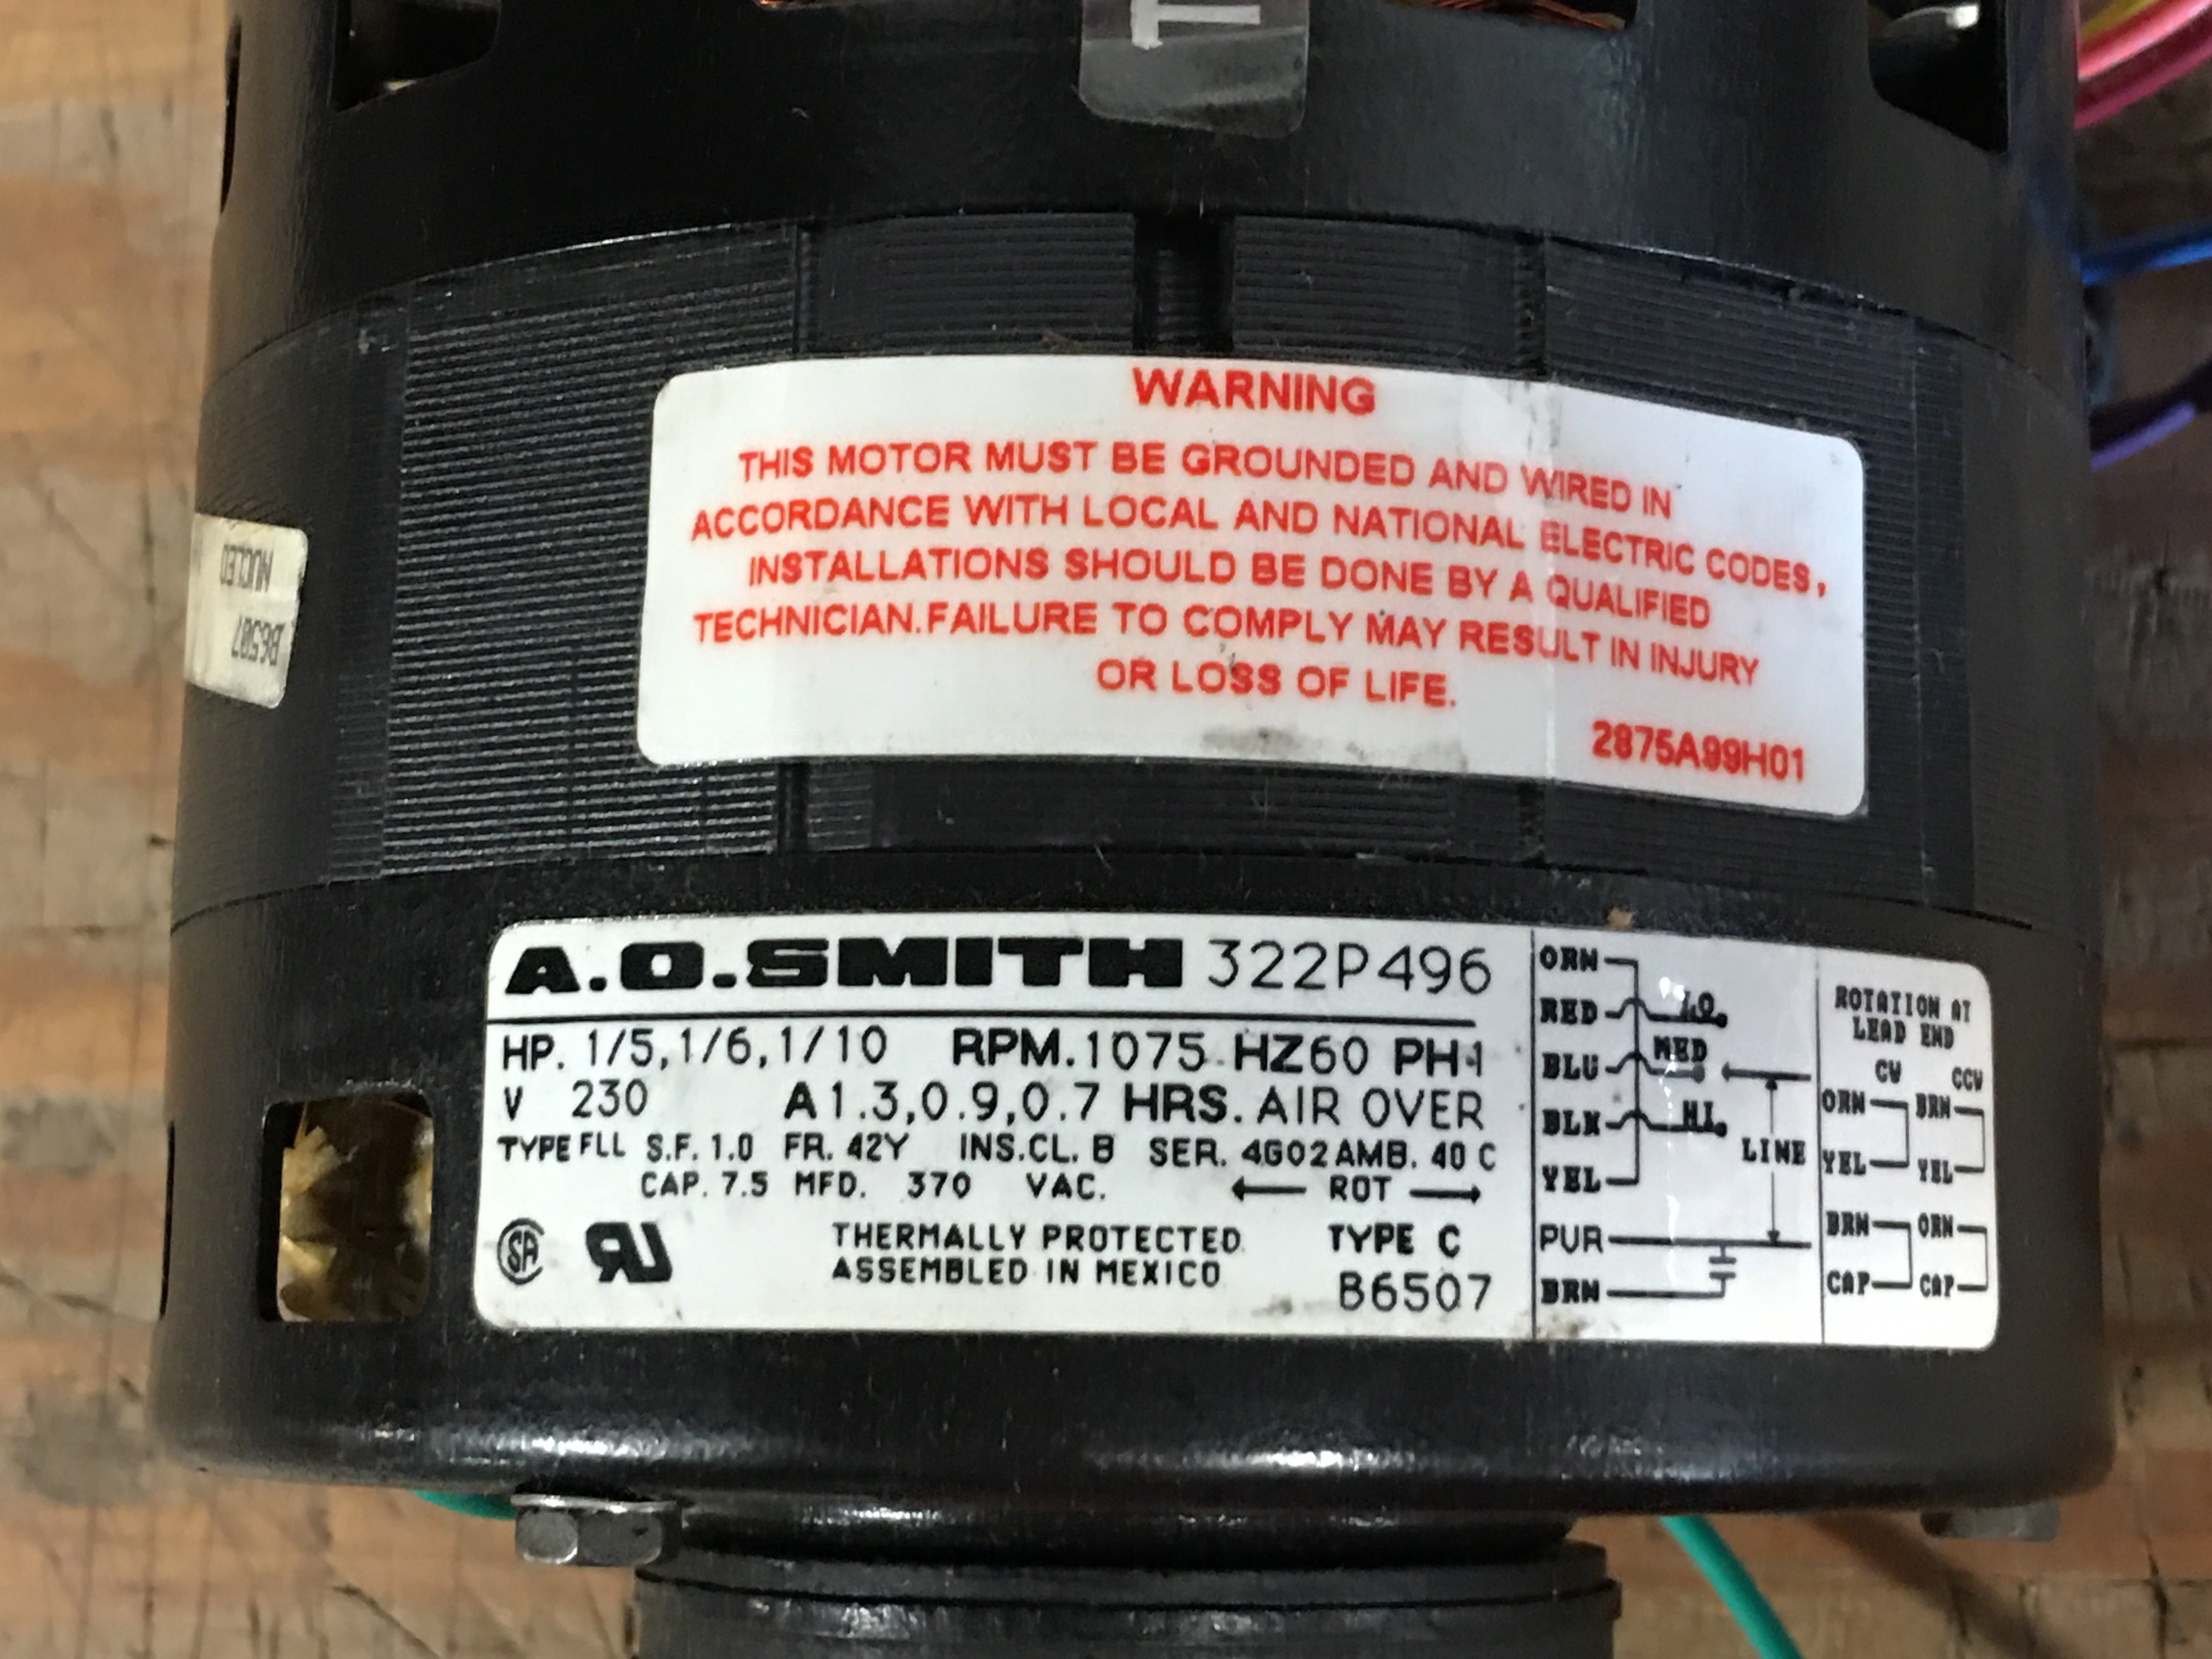 WARNING
THIS MOTOR MUST BE GROUNDED AND WIRED IN
ACCORDANCE WITH LOCAL AND NATIONAL ELECTRIC CODES,
INSTALLATIONS SHOULD BE DONE BY A QUALIFIED
TECHNICIAN.FAILURE TO COMPLY MAY RESULT IN INJURY
OR LOSS OF LIFE.
2875A99H01
B6507
A.O.SMITH 322P496
HP. 1/5,1/6,1/10 RPM.1075 HZ60 PH1
V 230 A1.3,0.9,0.7 HRS. AIR OVER
TYPE FLL S.F. 1.0 FR. 42Y INS.CL. B SER. 4G02 AMB. 40 C
CAP. 7.5 MFD. 370 VAC. ← ROT →
THERMALLY PROTECTED TYPE C
ASSEMBLED IN MEXICO B6507
ORN
RED LO.
BLU MED
BLK HI.
LINE
YEL
PUR
BRN
ROTATION AT
LEAD END
CW CCW
ORN BRN
YEL YEL
BRN ORN
CAP CAP